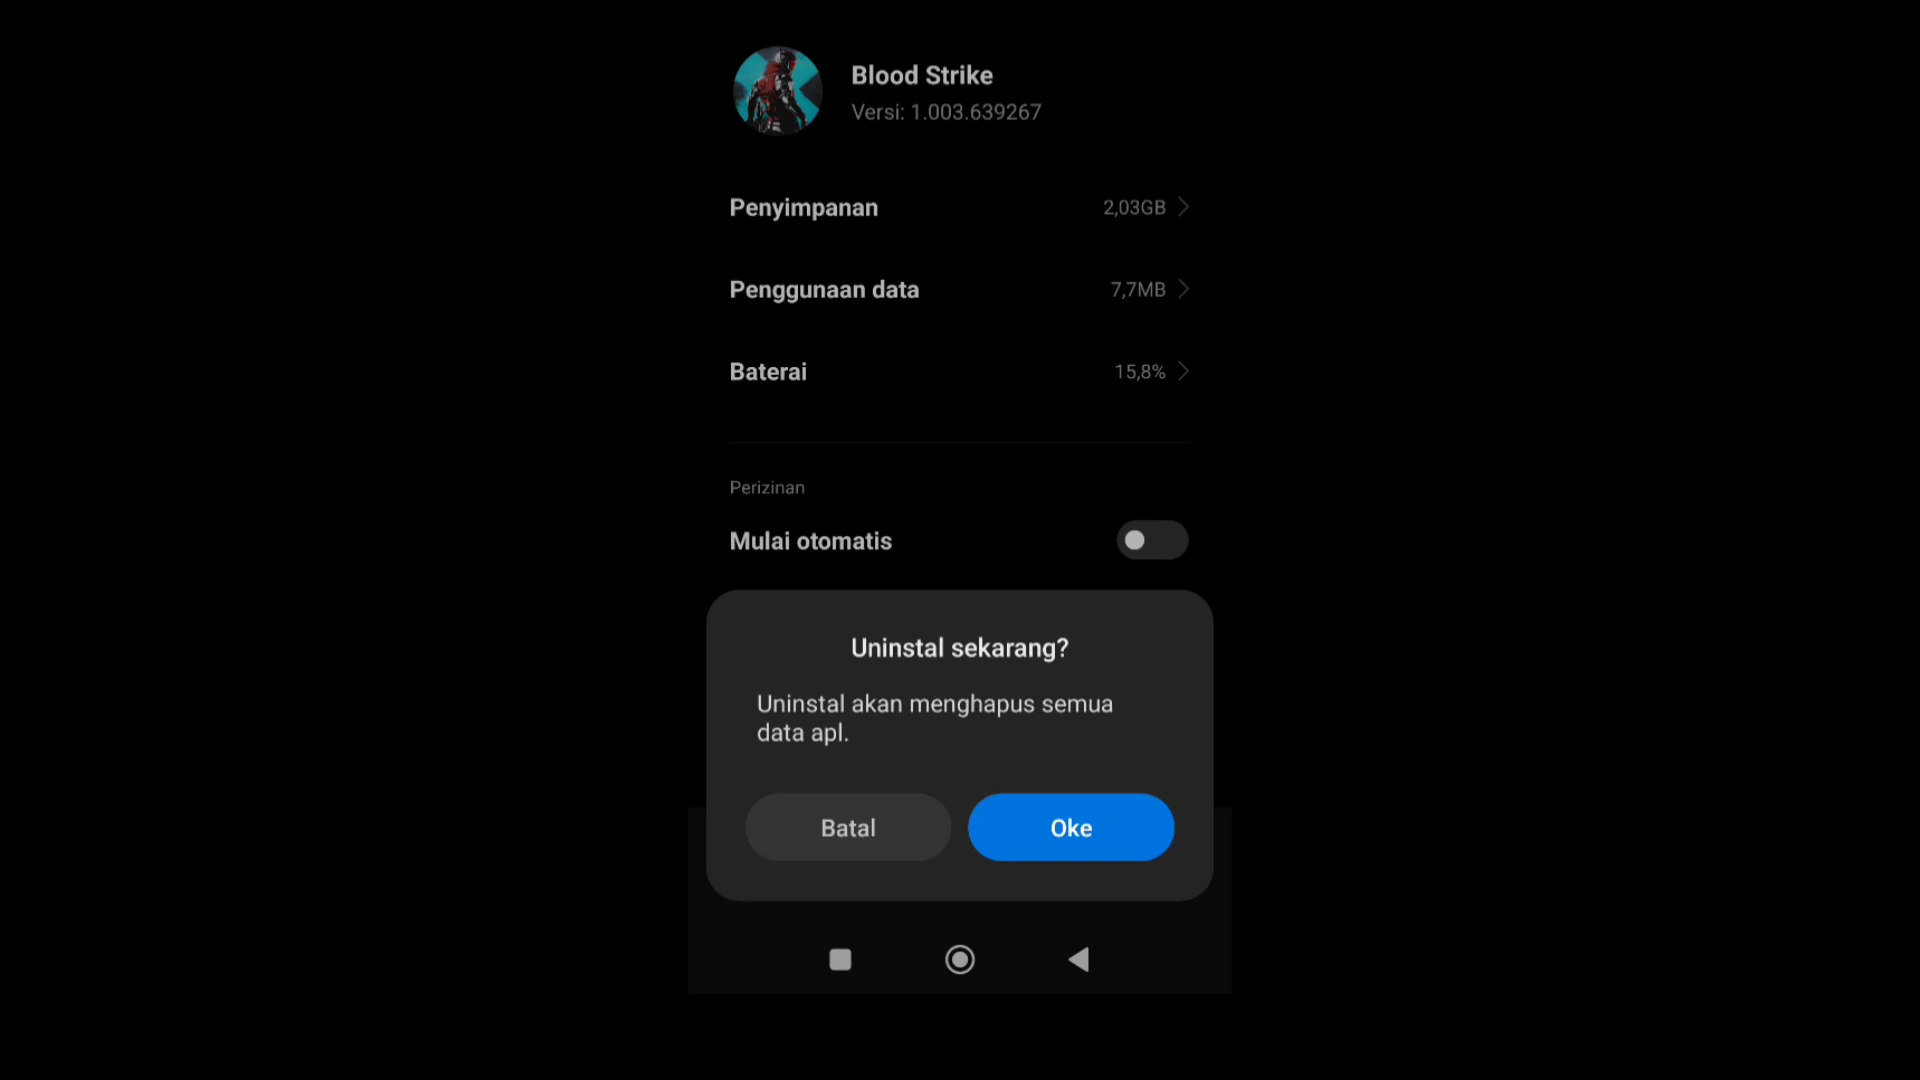 Blood Strike
Versi: 1.003.639267
Penyimpanan 2,03GB
Penggunaan data 7,7MB
Baterai 15,8%
Perizinan
Mulai otomatis
Uninstal sekarang?
Uninstal akan menghapus semua
data apl.
Batal Oke